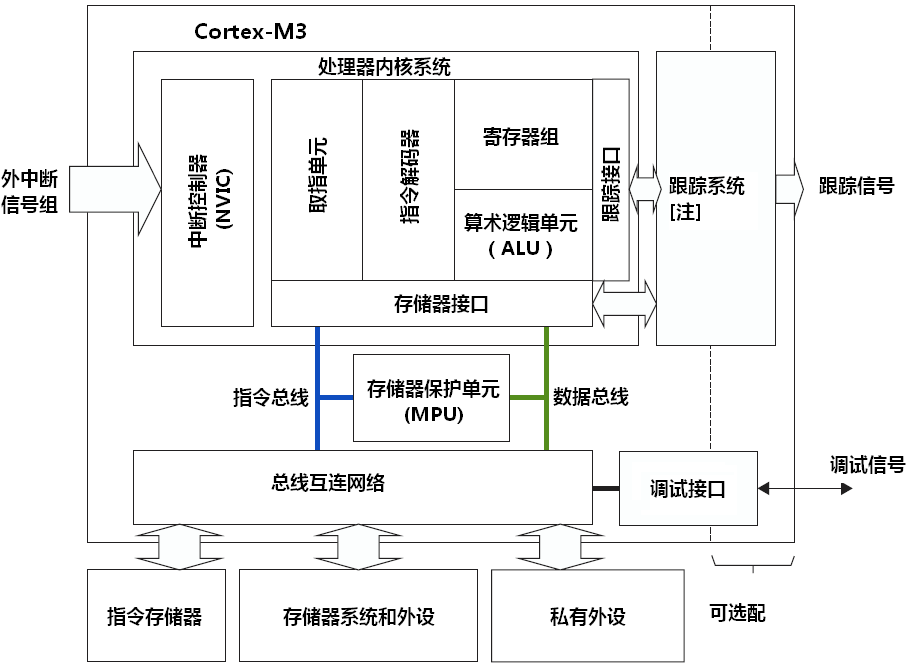 Cortex-M3
处理器内核系统
外中断
信号组
中断控制器
(NVIC)
取指单元
指令解码器
寄存器组
算术逻辑单元
( ALU )
跟踪接口
跟踪系统
[注]
跟踪信号
存储器接口
指令总线
存储器保护单元
(MPU)
数据总线
总线互连网络
调试接口
调试信号
指令存储器
存储器系统和外设
私有外设
可选配